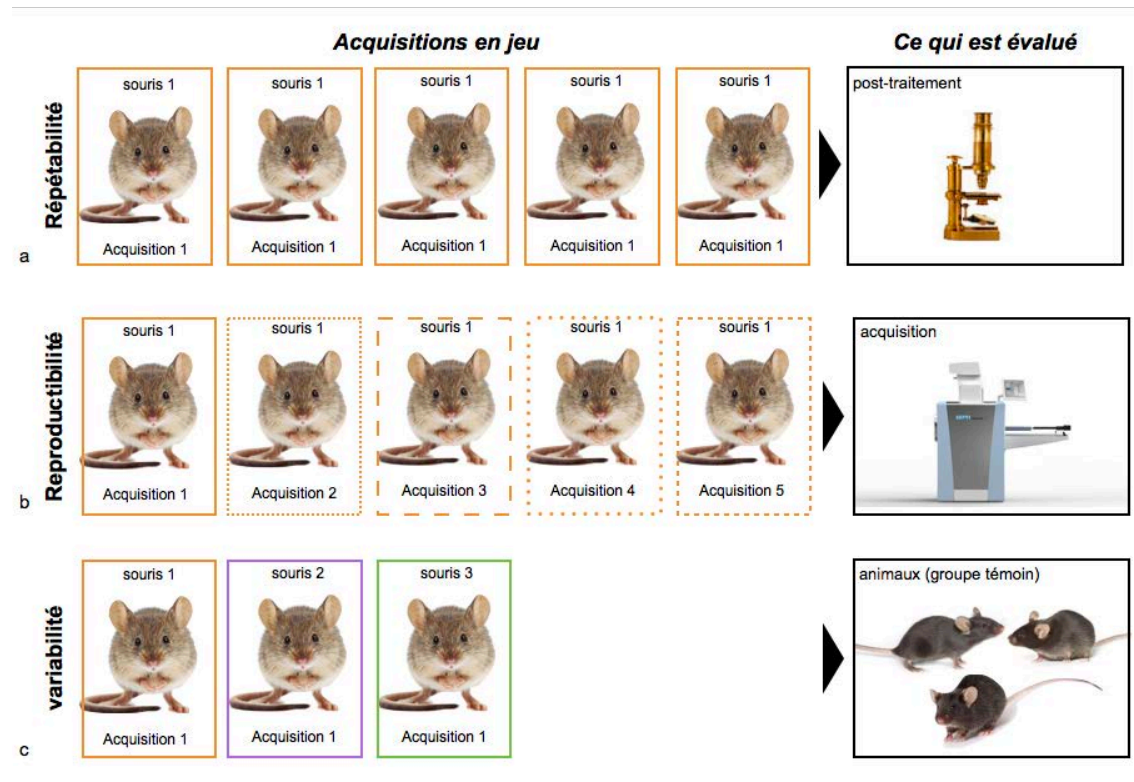 Acquisitions en jeu
Ce qui est évalué
Répétabilité
souris 1
souris 1
souris 1
souris 1
souris 1
Acquisition 1
Acquisition 1
Acquisition 1
Acquisition 1
Acquisition 1
post-traitement
a
Reproductibilité
souris 1
souris 1
souris 1
souris 1
souris 1
Acquisition 1
Acquisition 2
Acquisition 3
Acquisition 4
Acquisition 5
acquisition
b
variabilité
souris 1
souris 2
souris 3
Acquisition 1
Acquisition 1
Acquisition 1
animaux (groupe témoin)
c